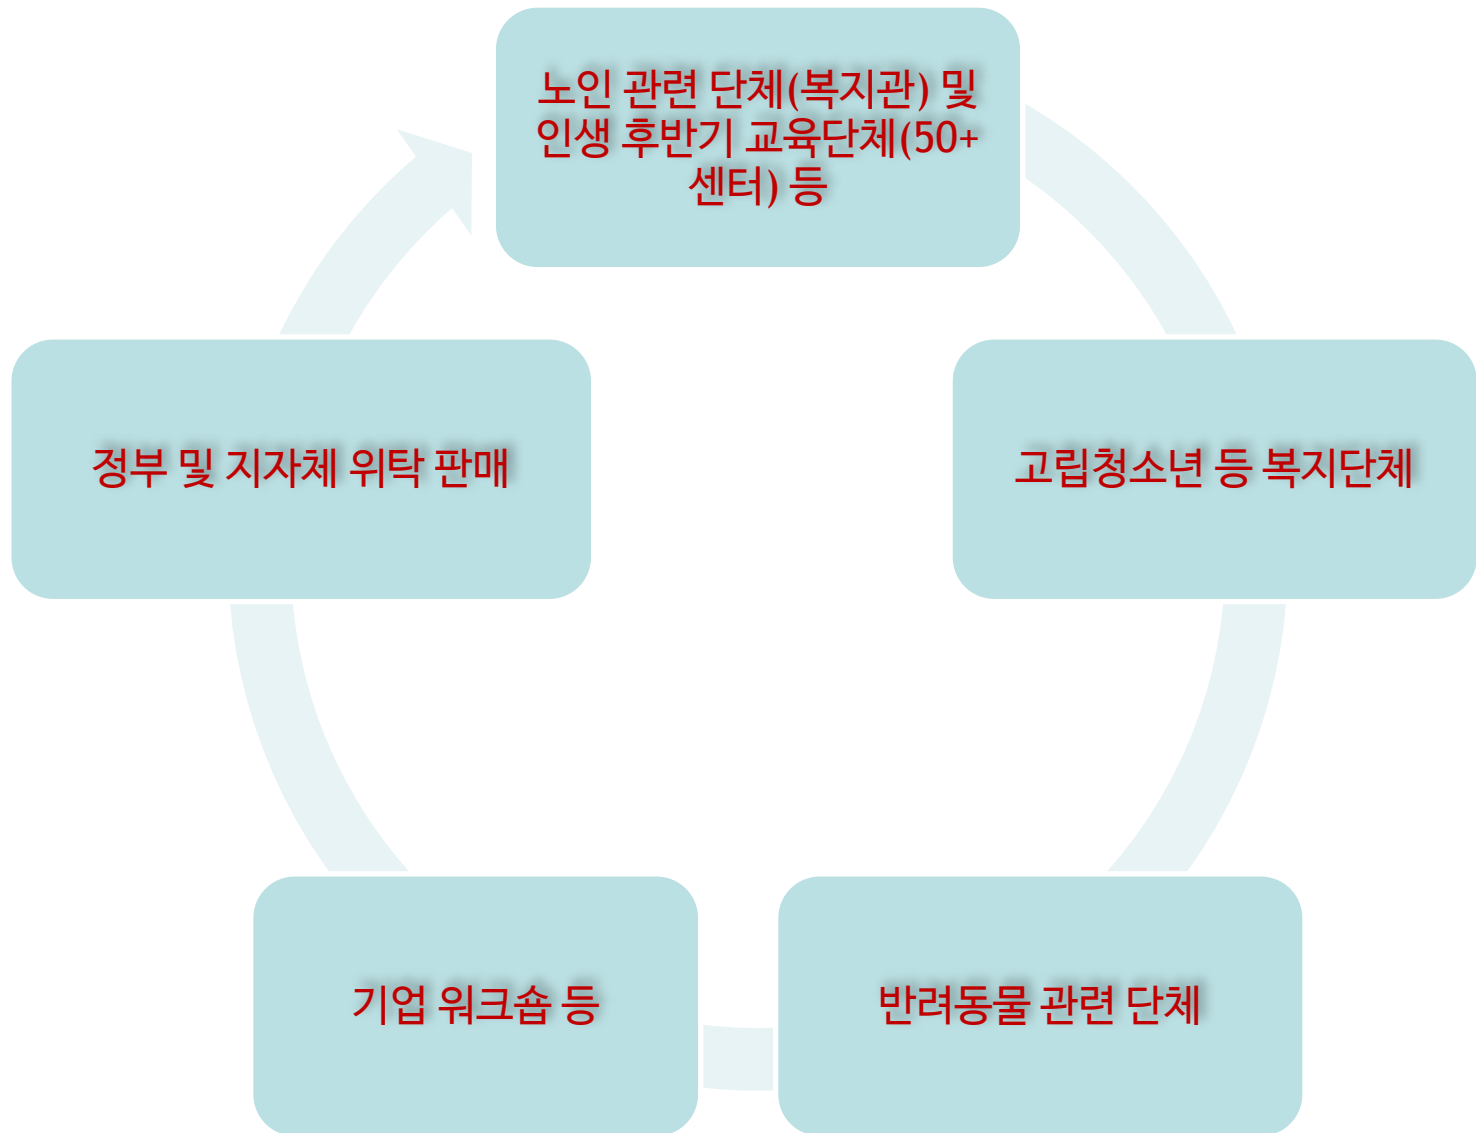 노인 관련 단체(복지관) 및
인생 후반기 교육단체(50+
센터) 등
정부 및 지자체 위탁 판매
고립청소년 등 복지단체
기업 워크숍 등
반려동물 관련 단체